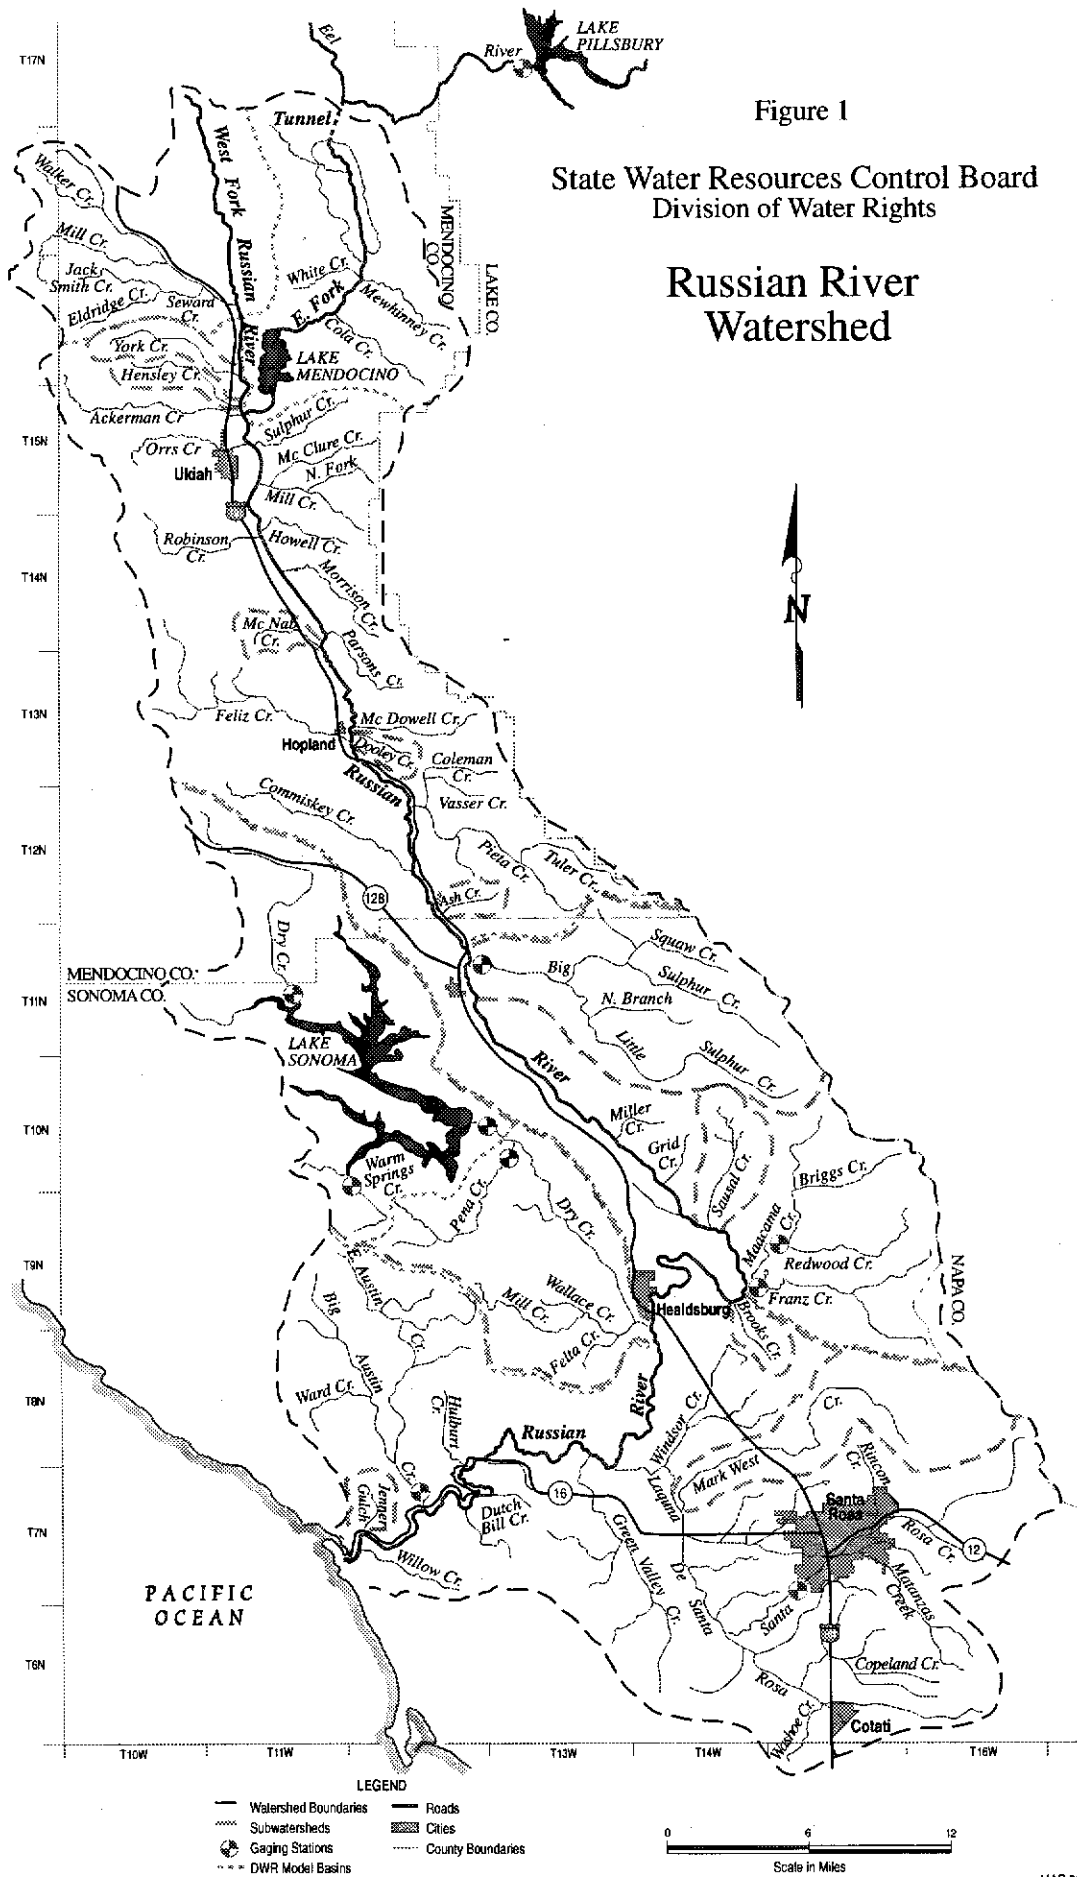 Eel
River
LAKE
PILLSBURY
T17N
Figure 1
State Water Resources Control Board
Division of Water Rights
Russian River
Watershed
Tunnel
West Fork Russian River
Walker Cr.
Mill Cr.
Jack
Smith Cr.
Eldridge Cr.
Seward
Cr.
York Cr.
Hensley Cr.
White Cr.
E. Fork
Mewhinney Cr.
Cola Cr.
MENDOCINO CO.
LAKE CO.
LAKE
MENDOCINO
Ackerman Cr
T15N
Orrs Cr
Ukiah
Sulphur Cr.
Mc Clure Cr.
N. Fork
Mill Cr.
Robinson
Cr.
Howell Cr.
Morrison Cr.
T14N
N
Mc Nab
Cr.
Parsons
Cr.
T13N
Feliz Cr.
Mc Dowell Cr.
Hopland
Dooley Cr.
Coleman
Cr.
Russian
Vasser Cr.
Commiskey Cr.
T12N
Pieta Cr.
Tuler Cr.
128
Ash Cr.
Dry Cr.
Squaw Cr.
Big
Sulphur
Cr.
MENDOCINO CO.
SONOMA CO.
T11N
N. Branch
LAKE
SONOMA
Little
Sulphur
Cr.
River
T10N
Miller
Cr.
Grid
Cr.
Sausal Cr.
Briggs Cr.
Warm
Springs
Cr.
Pena Cr.
Dry Cr.
Maacama
Cr.
T9N
Redwood Cr.
Franz Cr.
NAPA CO.
E. Austin
Cr.
Big
Austin
Cr.
Mill Cr.
Wallace Cr.
Felta Cr.
Healdsburg
Brooks Cr.
T8N
Ward Cr.
Hulburt
Cr.
River
Russian
Windsor Cr.
Cr.
Mark West
Rincon
Cr.
Jenner
Gulch
16
Laguna
Santa
Rosa
T7N
Dutch
Bill Cr.
Green
Valley
Cr.
De
Santa
Rosa
Rosa Cr.
12
Willow Cr.
Santa
Matanzas
Creek
PACIFIC
OCEAN
T6N
Copeland Cr.
Washoe Cr.
Cotati
T10W
T11W
T13W
T14W
T16W
LEGEND
Watershed Boundaries
Roads
Subwatersheds
Cities
Gaging Stations
County Boundaries
DWR Model Basins
0
6
12
Scale in Miles